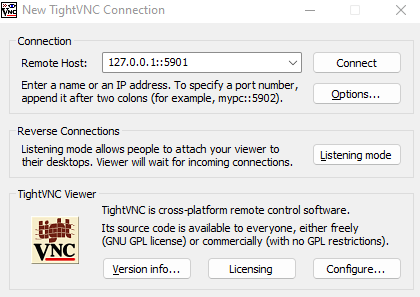 New TightVNC Connection
Connection
Remote Host: 127.0.0.1::5901 Connect
Enter a name or an IP address. To specify a port number,
append it after two colons (for example, mypc::5902). Options...
Reverse Connections
Listening mode allows people to attach your viewer to
their desktops. Viewer will wait for incoming connections. Listening mode
TightVNC Viewer
TightVNC is cross-platform remote control software.
Its source code is available to everyone, either freely
(GNU GPL license) or commercially (with no GPL restrictions).
tight
VNC
Version info... Licensing Configure...